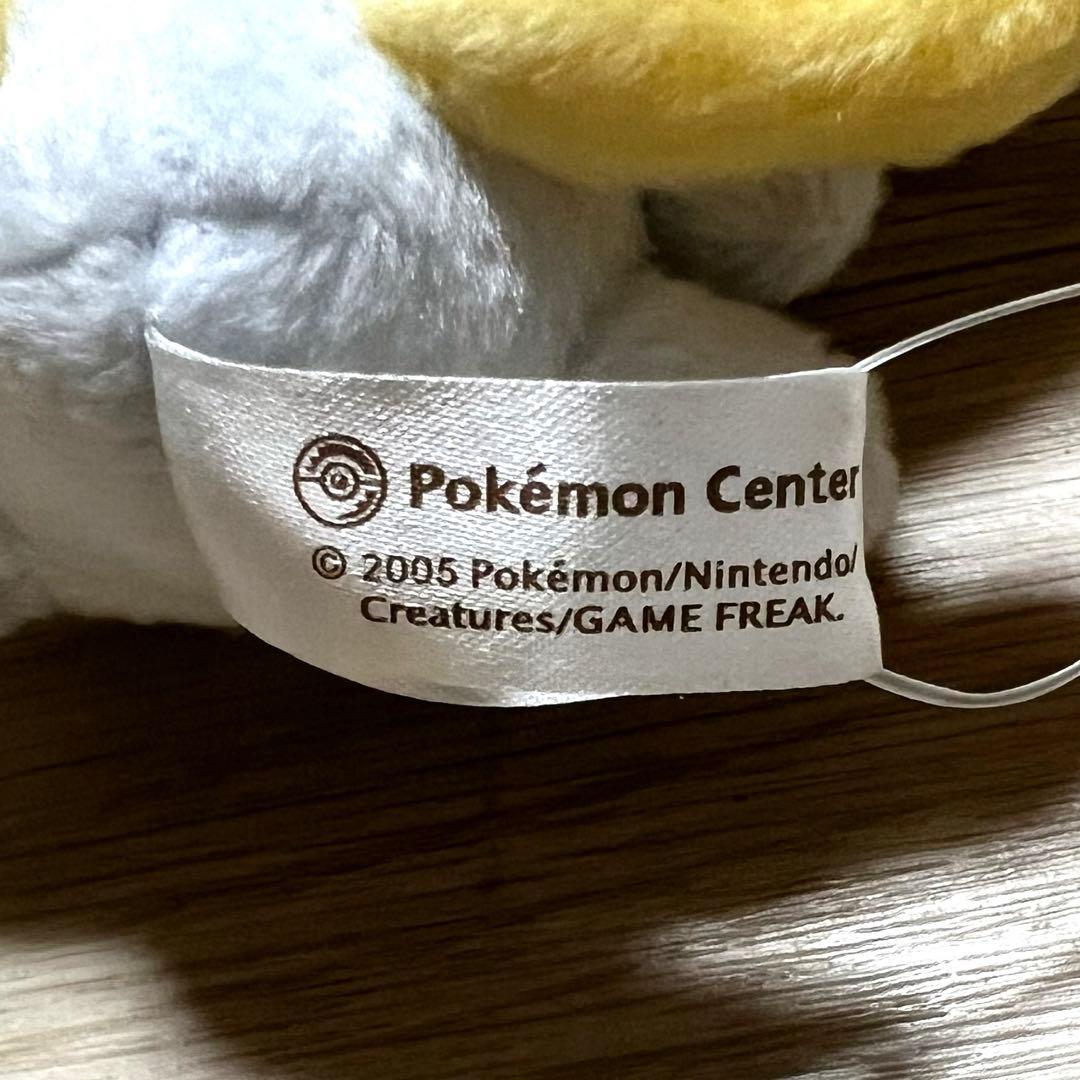 Pokémon Center
© 2005 Pokémon/Nintendo/
Creatures/GAME FREAK.